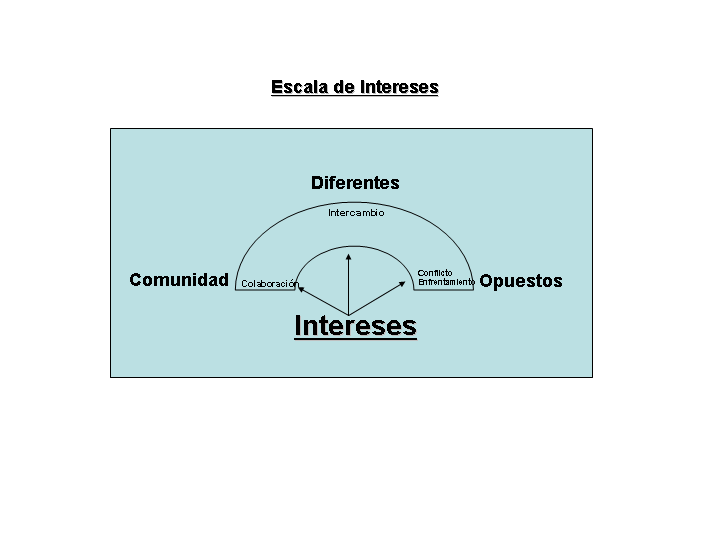 Escala de Intereses
Diferentes
Intercambio
Comunidad
Colaboración
Conflicto
Enfrentamiento
Opuestos
Intereses